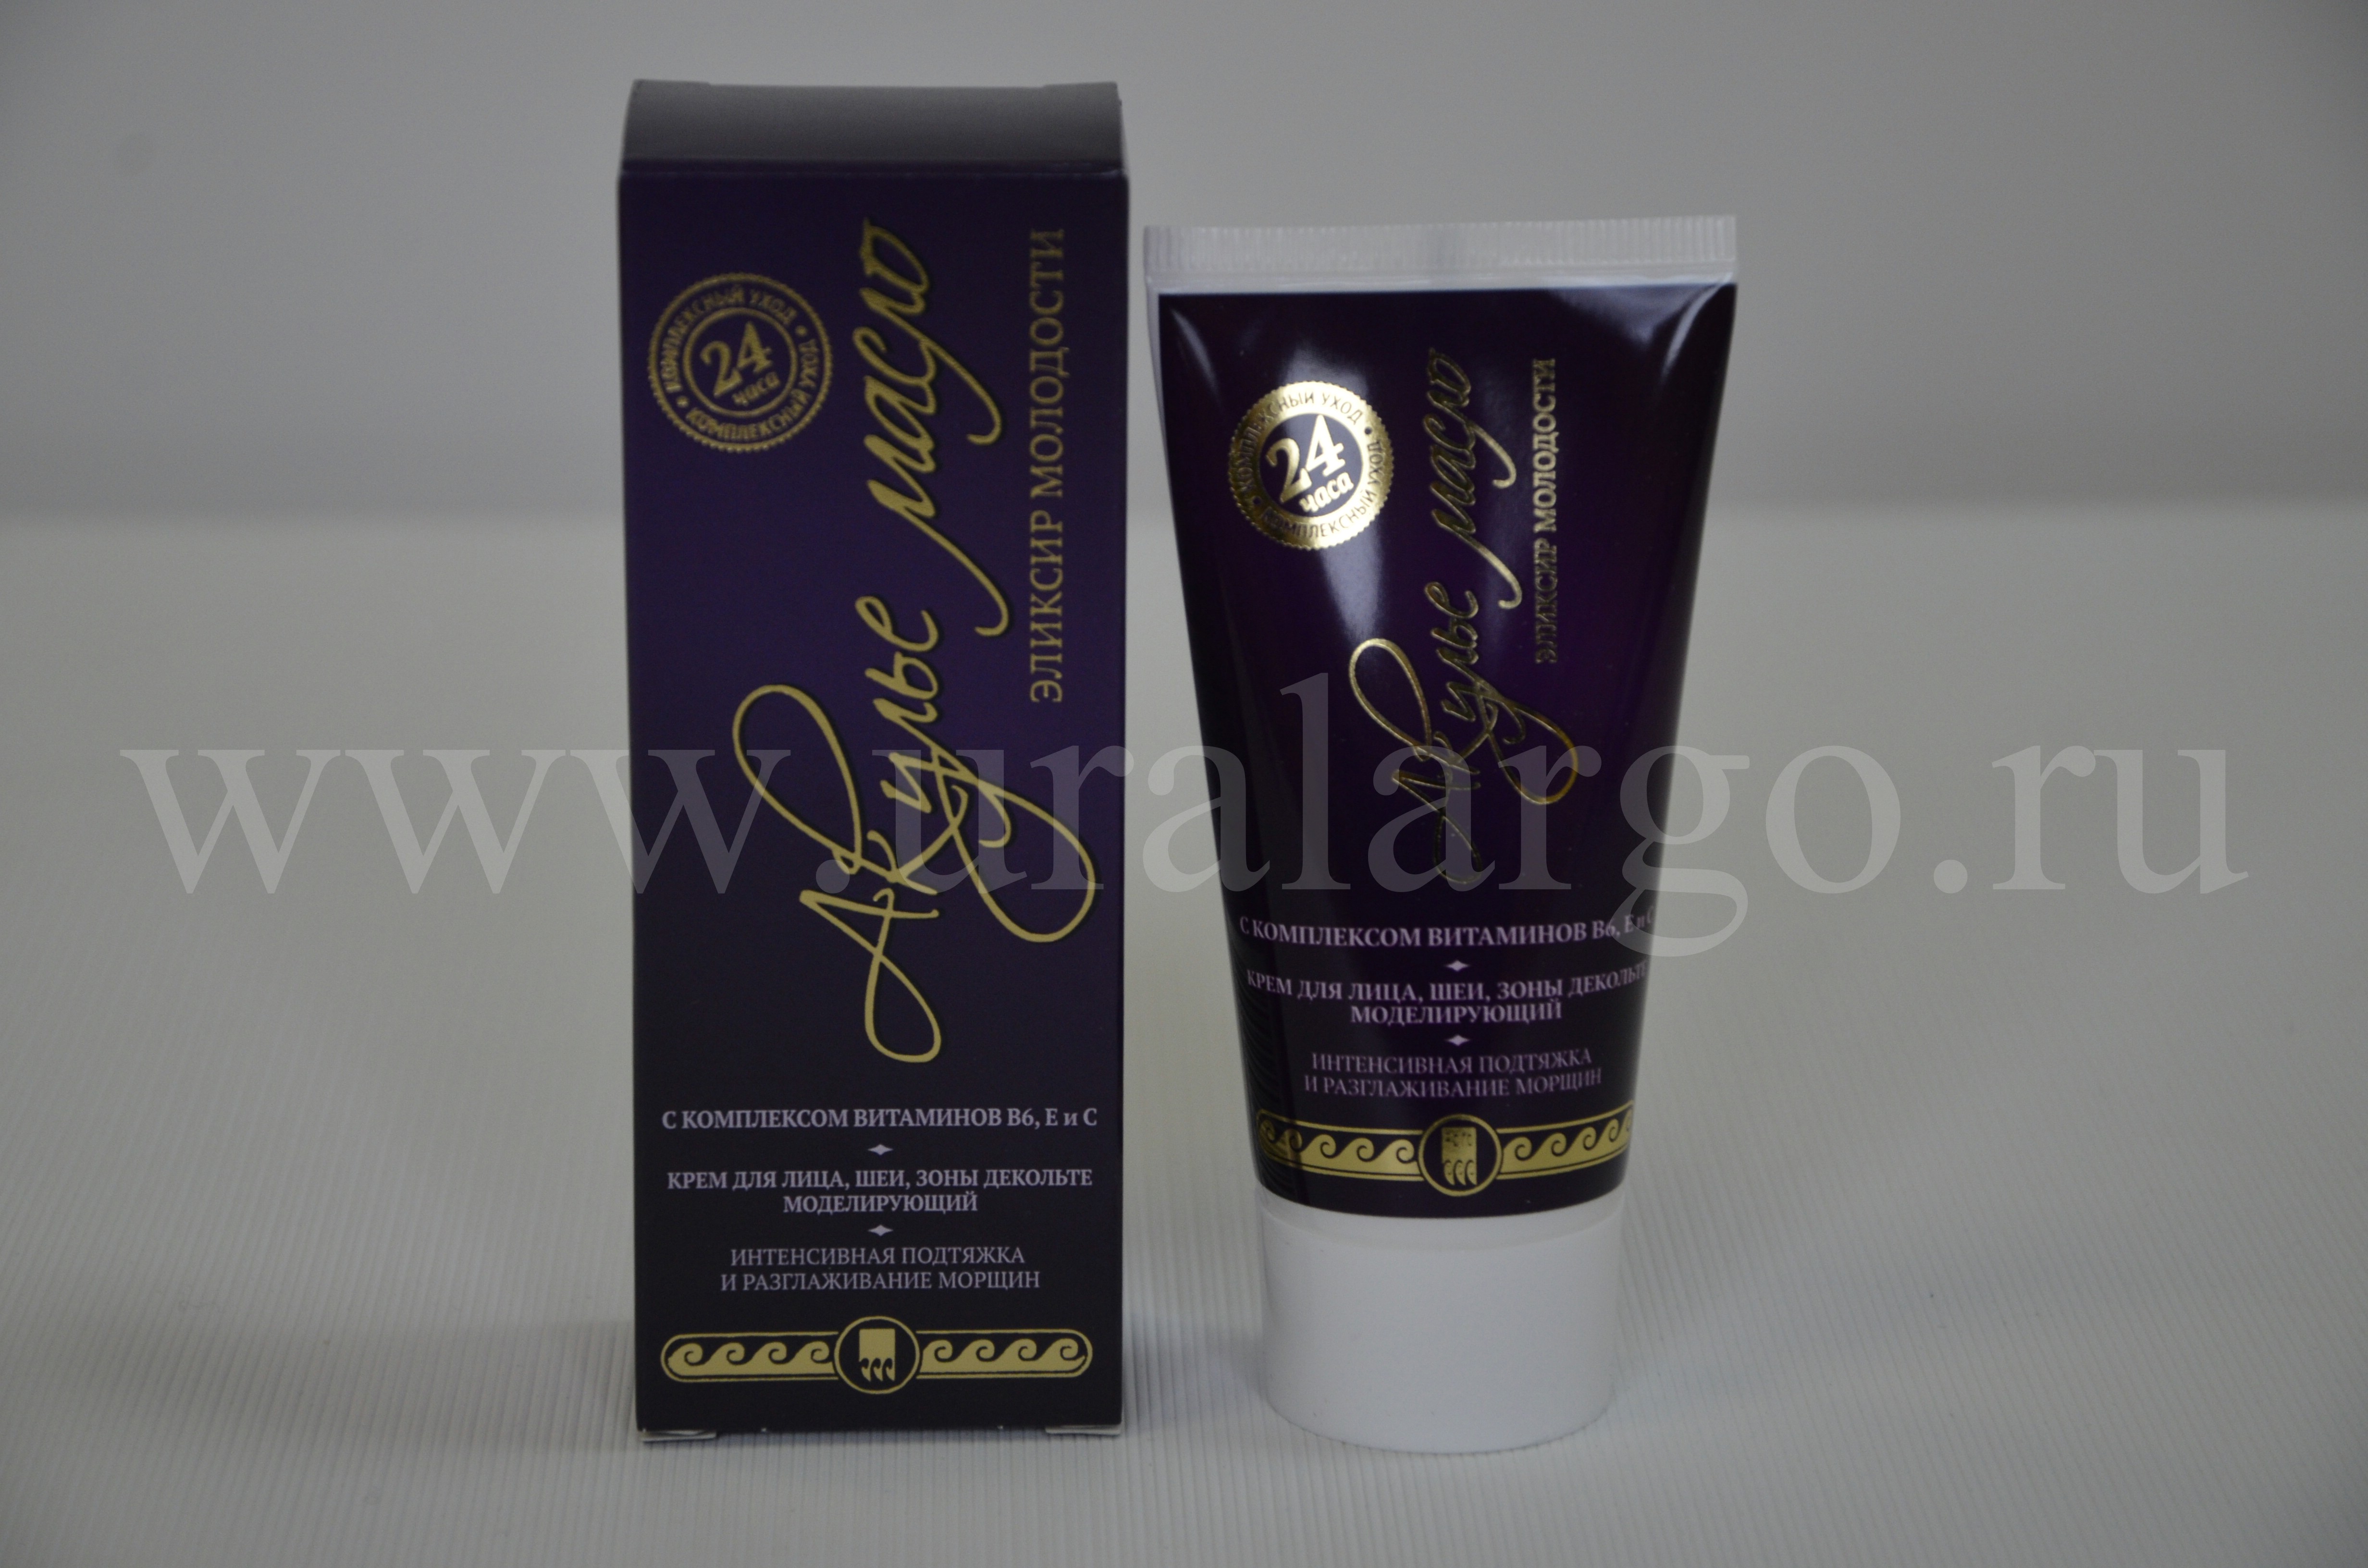 КОМПЛЕКСНЫЙ УХОД • КОМПЛЕКСНЫЙ УХОД •
24
часа
Акулье масло
ЭЛИКСИР МОЛОДОСТИ
С КОМПЛЕКСОМ ВИТАМИНОВ В6, Е и С
КРЕМ ДЛЯ ЛИЦА, ШЕИ, ЗОНЫ ДЕКОЛЬТЕ
МОДЕЛИРУЮЩИЙ
ИНТЕНСИВНАЯ ПОДТЯЖКА
И РАЗГЛАЖИВАНИЕ МОРЩИН
КОМПЛЕКСНЫЙ УХОД • КОМПЛЕКСНЫЙ УХОД •
24
часа
Акулье масло
ЭЛИКСИР МОЛОДОСТИ
С КОМПЛЕКСОМ ВИТАМИНОВ В6, Е и С
КРЕМ ДЛЯ ЛИЦА, ШЕИ, ЗОНЫ ДЕКОЛЬТЕ
МОДЕЛИРУЮЩИЙ
ИНТЕНСИВНАЯ ПОДТЯЖКА
И РАЗГЛАЖИВАНИЕ МОРЩИН
www.uralargo.ru